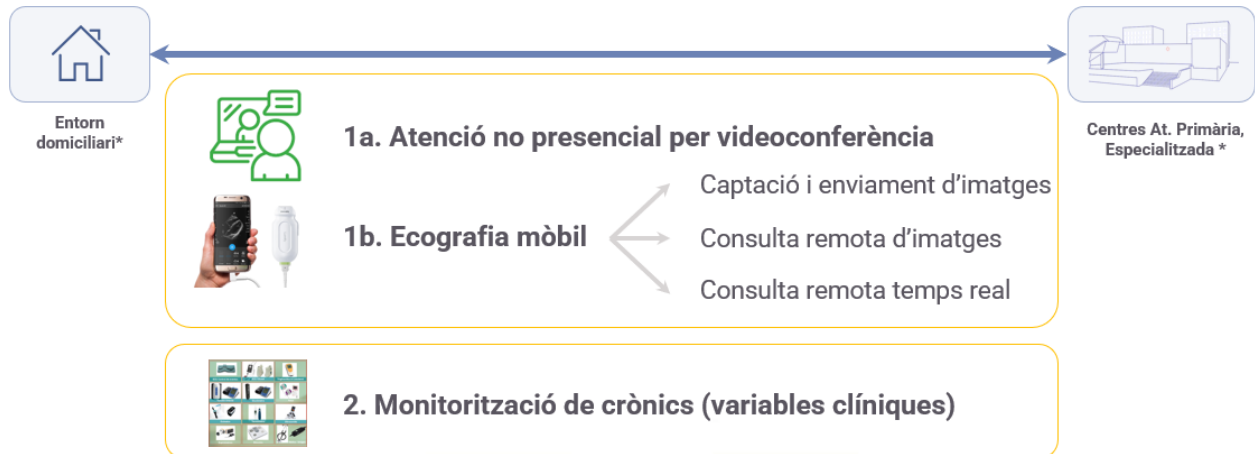 Entorn
domiciliari*
1a. Atenció no presencial per videoconferència
Centres At. Primària,
Especialitzada *
Captació i enviament d’imatges
1b. Ecografia mòbil
Consulta remota d’imatges
Consulta remota temps real
2. Monitorització de crònics (variables clíniques)